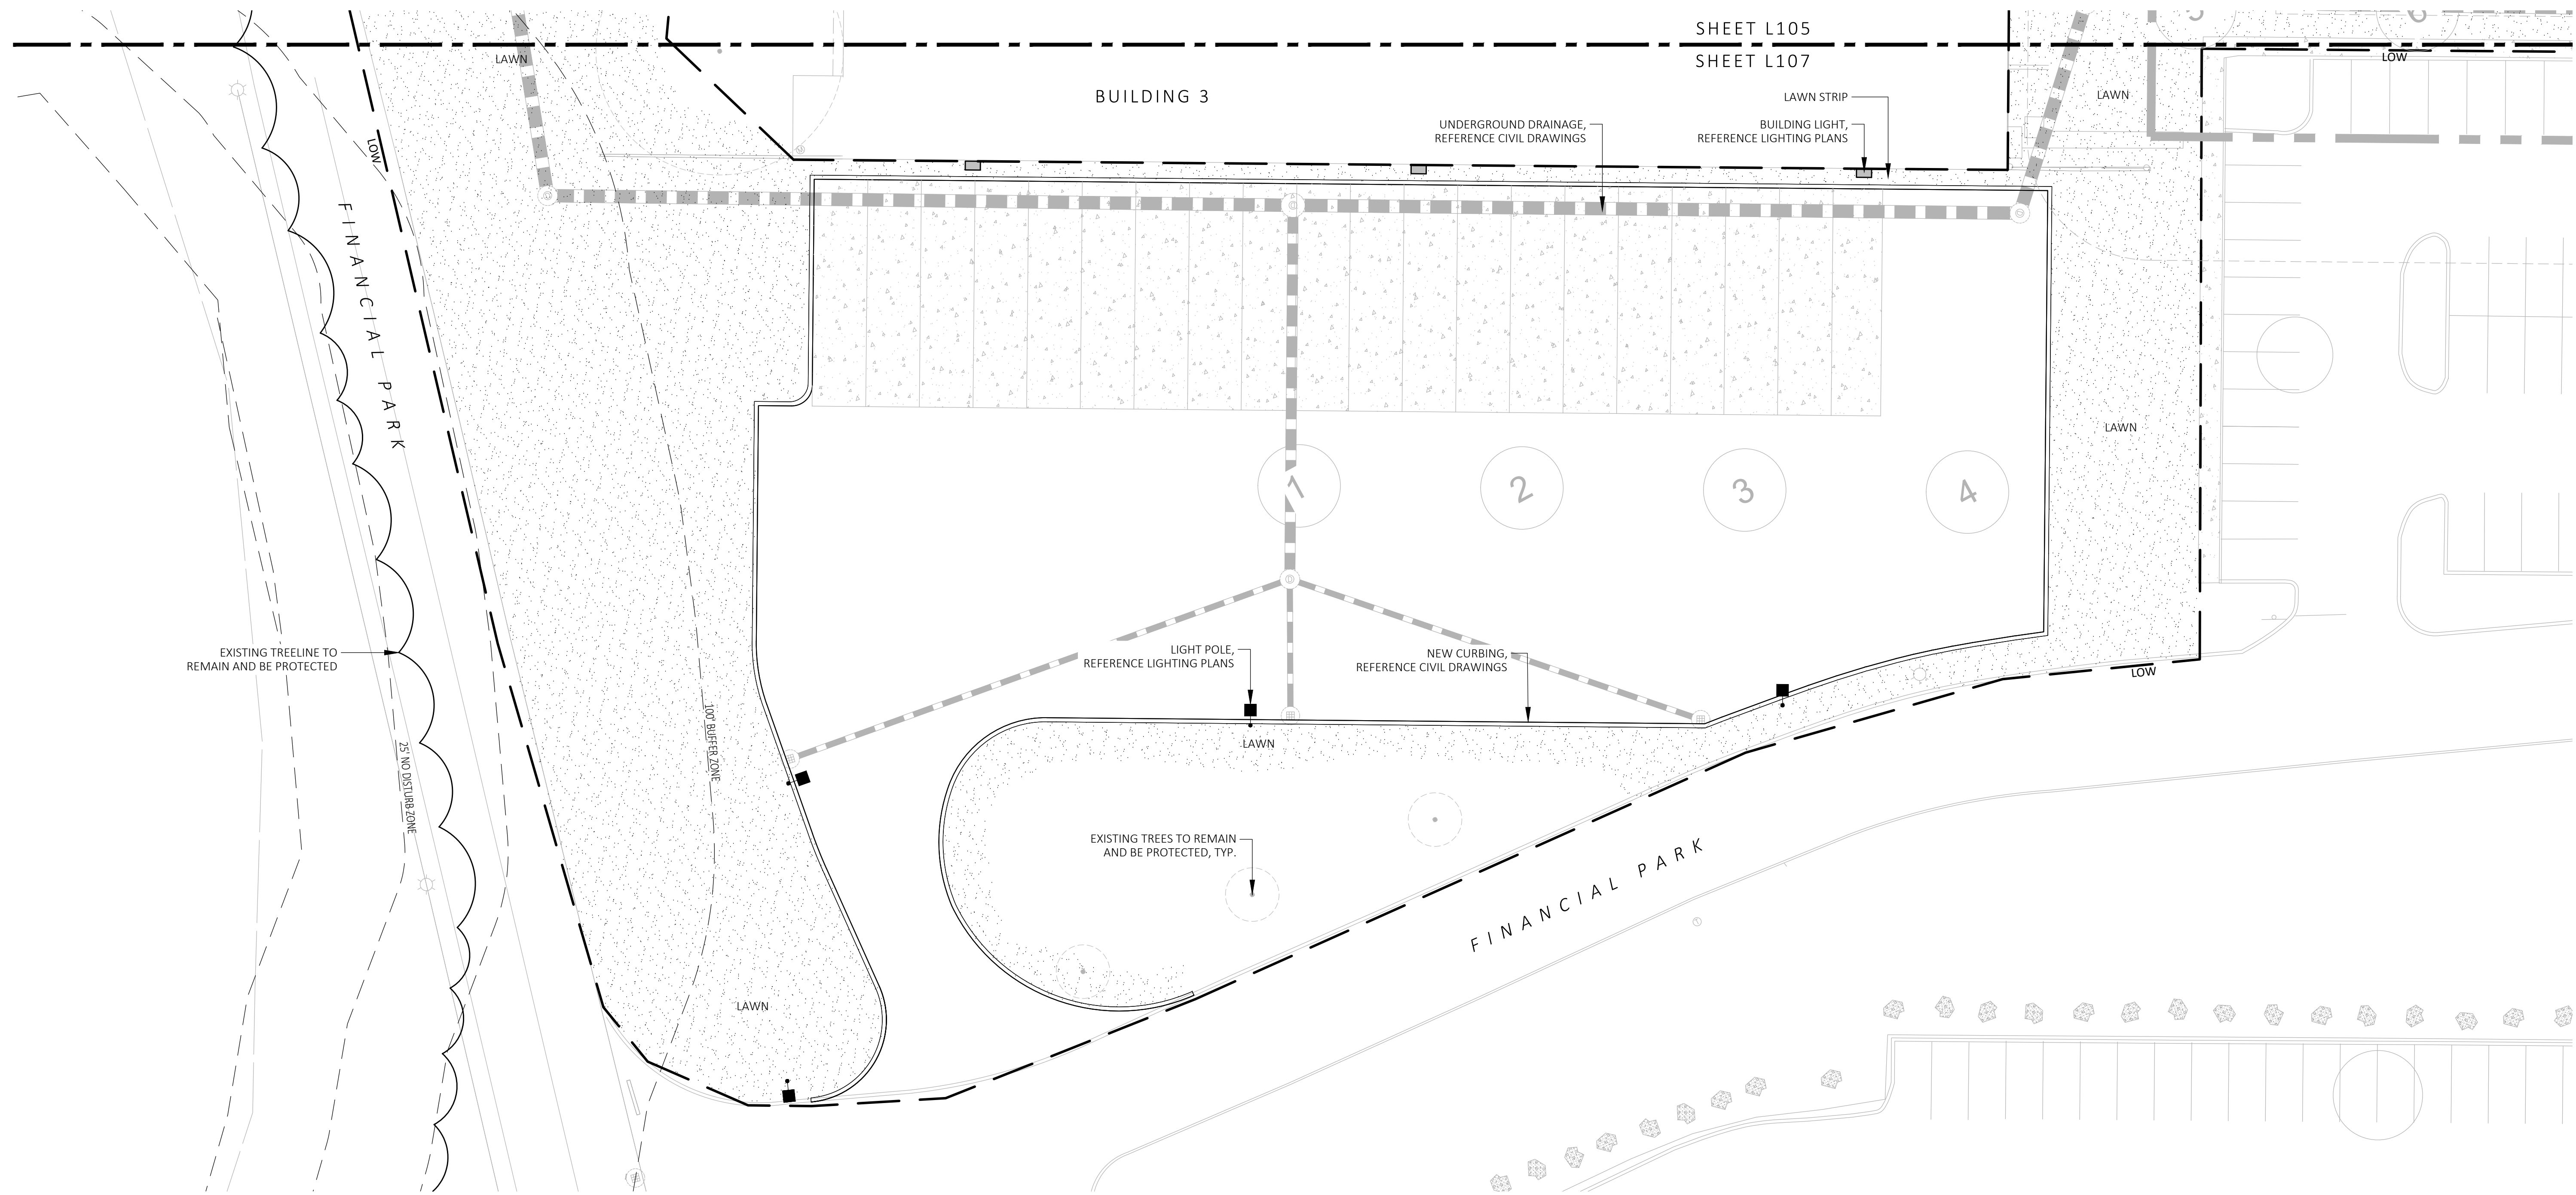 SHEET L105
SHEET L107
5
6
LAWN
LOW
BUILDING 3
LAWN STRIP
LAWN
UNDERGROUND DRAINAGE,
REFERENCE CIVIL DRAWINGS
BUILDING LIGHT,
REFERENCE LIGHTING PLANS
LOW
FINANCIAL PARK
LAWN
1
2
3
4
EXISTING TREELINE TO
REMAIN AND BE PROTECTED
LIGHT POLE,
REFERENCE LIGHTING PLANS
NEW CURBING,
REFERENCE CIVIL DRAWINGS
LOW
100' BUFFER ZONE
25' NO DISTURB ZONE
LAWN
EXISTING TREES TO REMAIN
AND BE PROTECTED, TYP.
FINANCIAL PARK
LAWN